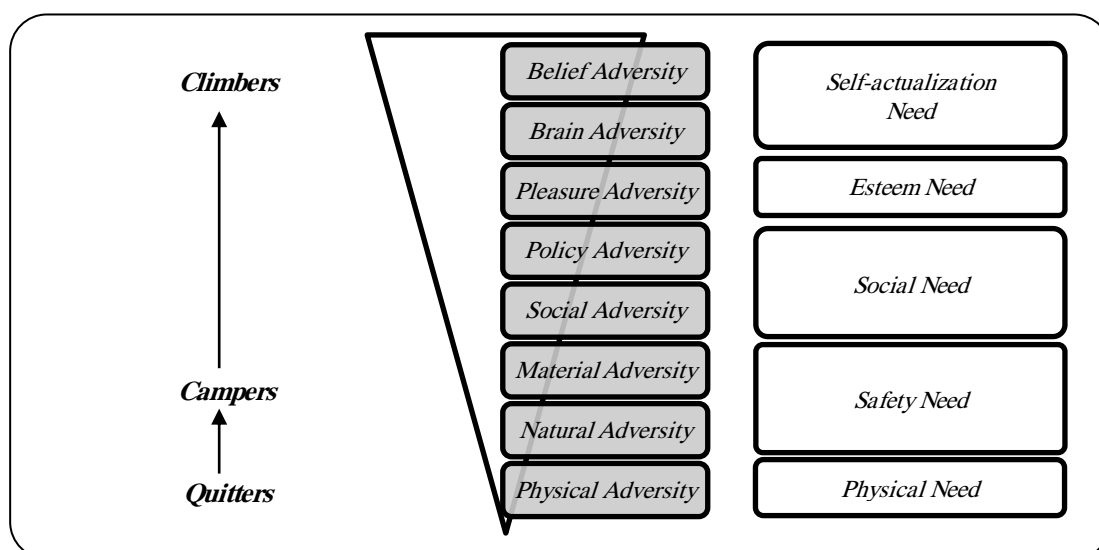 Climbers
Campers
Quitters
Belief Adversity
Brain Adversity
Pleasure Adversity
Policy Adversity
Social Adversity
Material Adversity
Natural Adversity
Physical Adversity
Self-actualization
Need
Esteem Need
Social Need
Safety Need
Physical Need